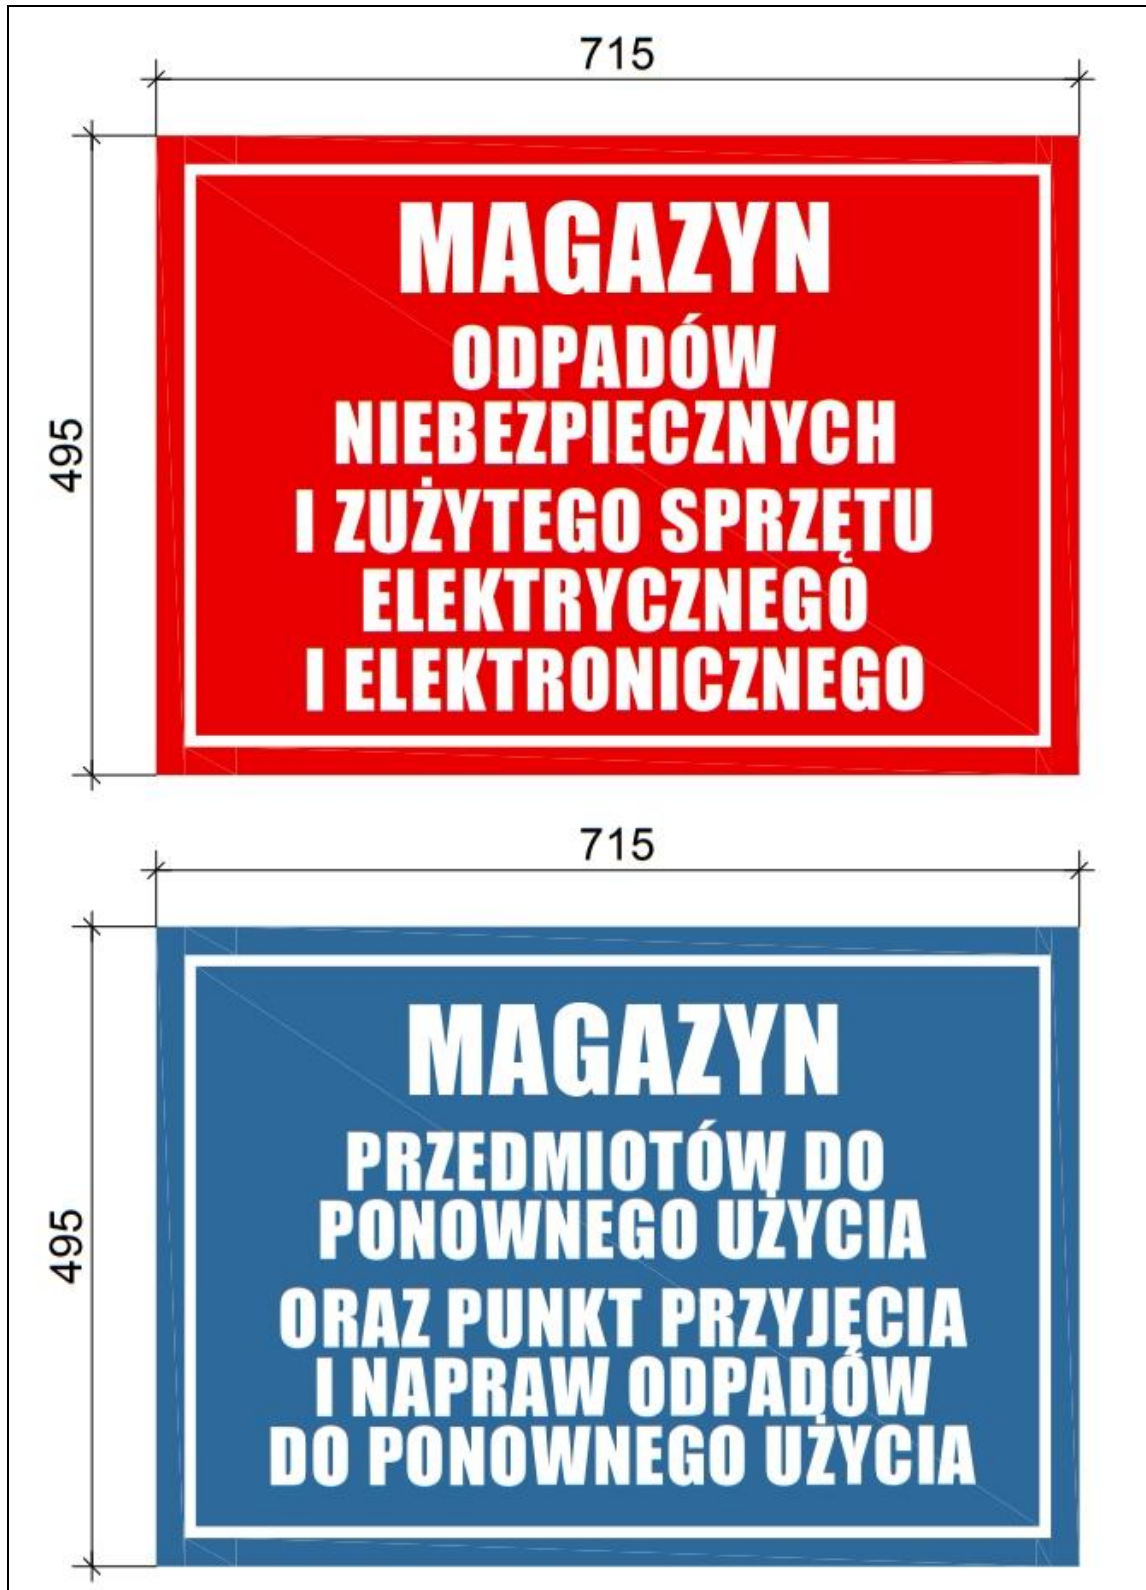 715
495
MAGAZYN
ODPADÓW
NIEBEZPIECZNYCH
I ZUŻYTEGO SPRZĘTU
ELEKTRYCZNEGO
I ELEKTRONICZNEGO
715
495
MAGAZYN
PRZEDMIOTÓW DO
PONOWNEGO UŻYCIA
ORAZ PUNKT PRZYJĘCIA
I NAPRAW ODPADÓW
DO PONOWNEGO UŻYCIA